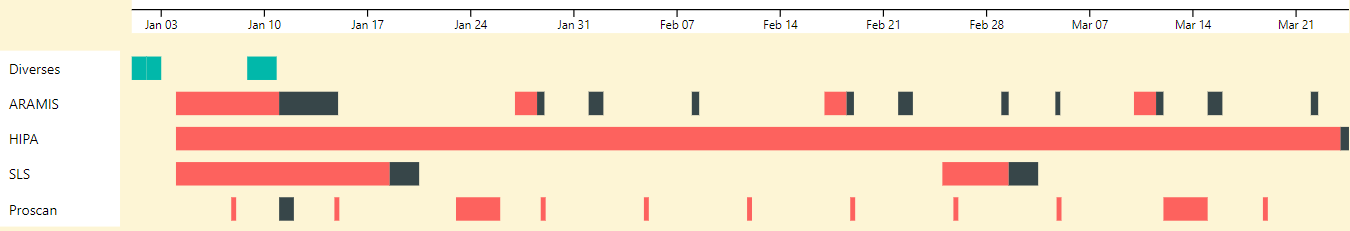 Jan 03 Jan 10 Jan 17 Jan 24 Jan 31 Feb 07 Feb 14 Feb 21 Feb 28 Mar 07 Mar 14 Mar 21
Diverses
ARAMIS
HIPA
SLS
Proscan